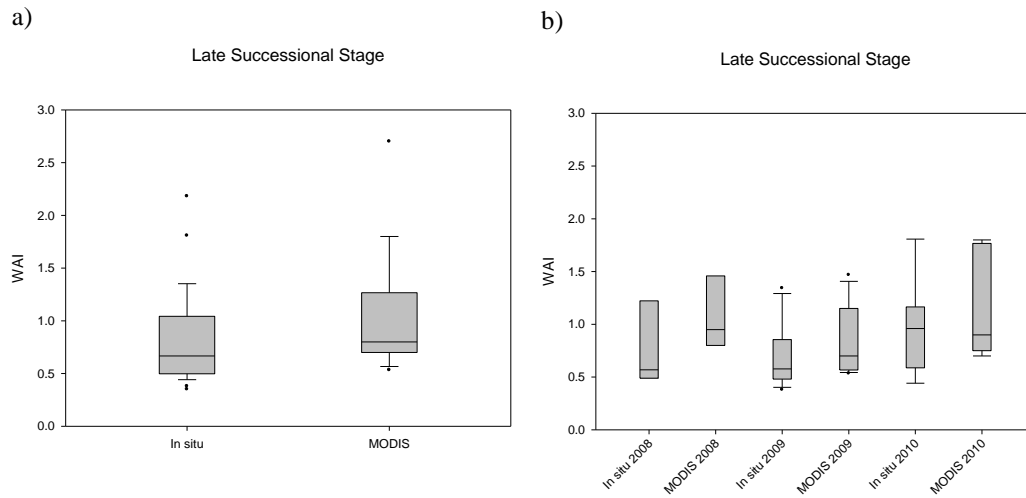 a)
Late Successional Stage
3.0
2.5
2.0
1.5
1.0
0.5
0.0
WAI
In situ
MODIS
b)
Late Successional Stage
3.0
2.5
2.0
1.5
1.0
0.5
0.0
WAI
In situ 2008
MODIS 2008
In situ 2009
MODIS 2009
In situ 2010
MODIS 2010